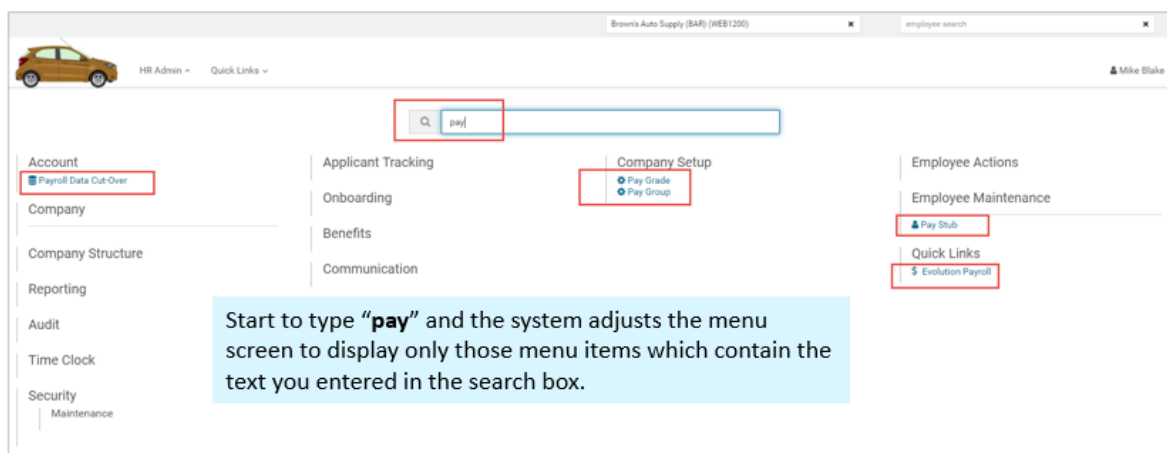 Brown's Auto Supply (BAR) (WEB1200) ✖ employee search ✖
HR Admin Quick Links Mike Blake
pay
Account
Payroll Data Cut-Over
Company
Company Structure
Reporting
Audit
Time Clock
Security
Maintenance
Applicant Tracking
Onboarding
Benefits
Communication
Company Setup
Pay Grade
Pay Group
Employee Actions
Employee Maintenance
Pay Stub
Quick Links
$ Evolution Payroll
Start to type “pay” and the system adjusts the menu
screen to display only those menu items which contain the
text you entered in the search box.